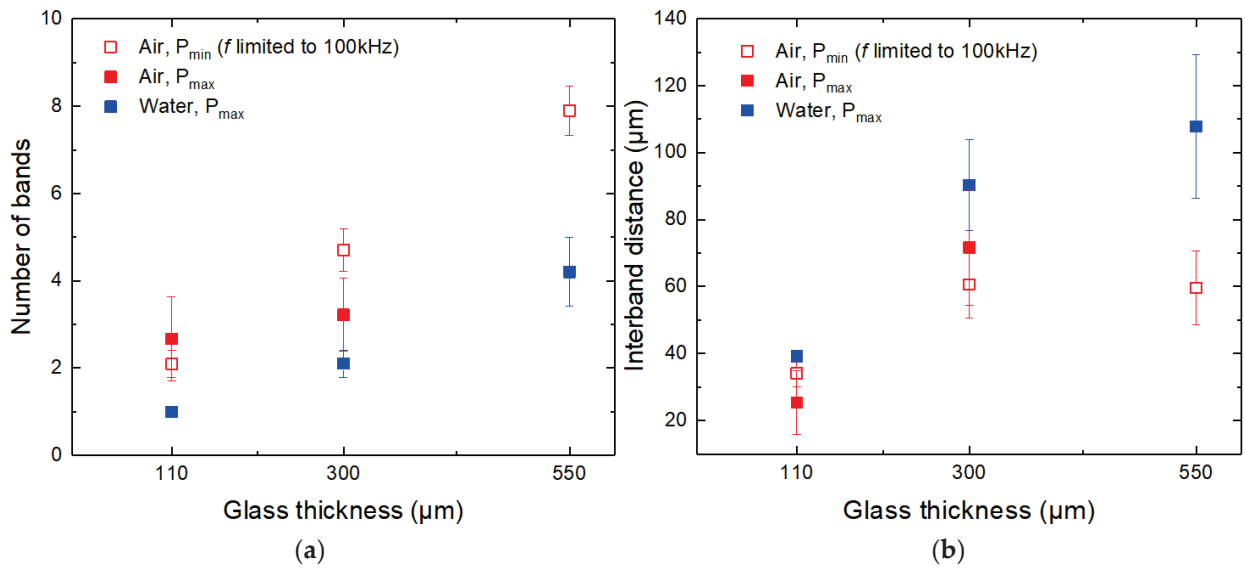 10
8
6
4
2
0
Number of bands
Air, Pmin (f limited to 100kHz)
Air, Pmax
Water, Pmax
110
300
550
Glass thickness (μm)
(a)
140
120
100
80
60
40
20
Interband distance (μm)
Air, Pmin (f limited to 100kHz)
Air, Pmax
Water, Pmax
110
300
550
Glass thickness (μm)
(b)